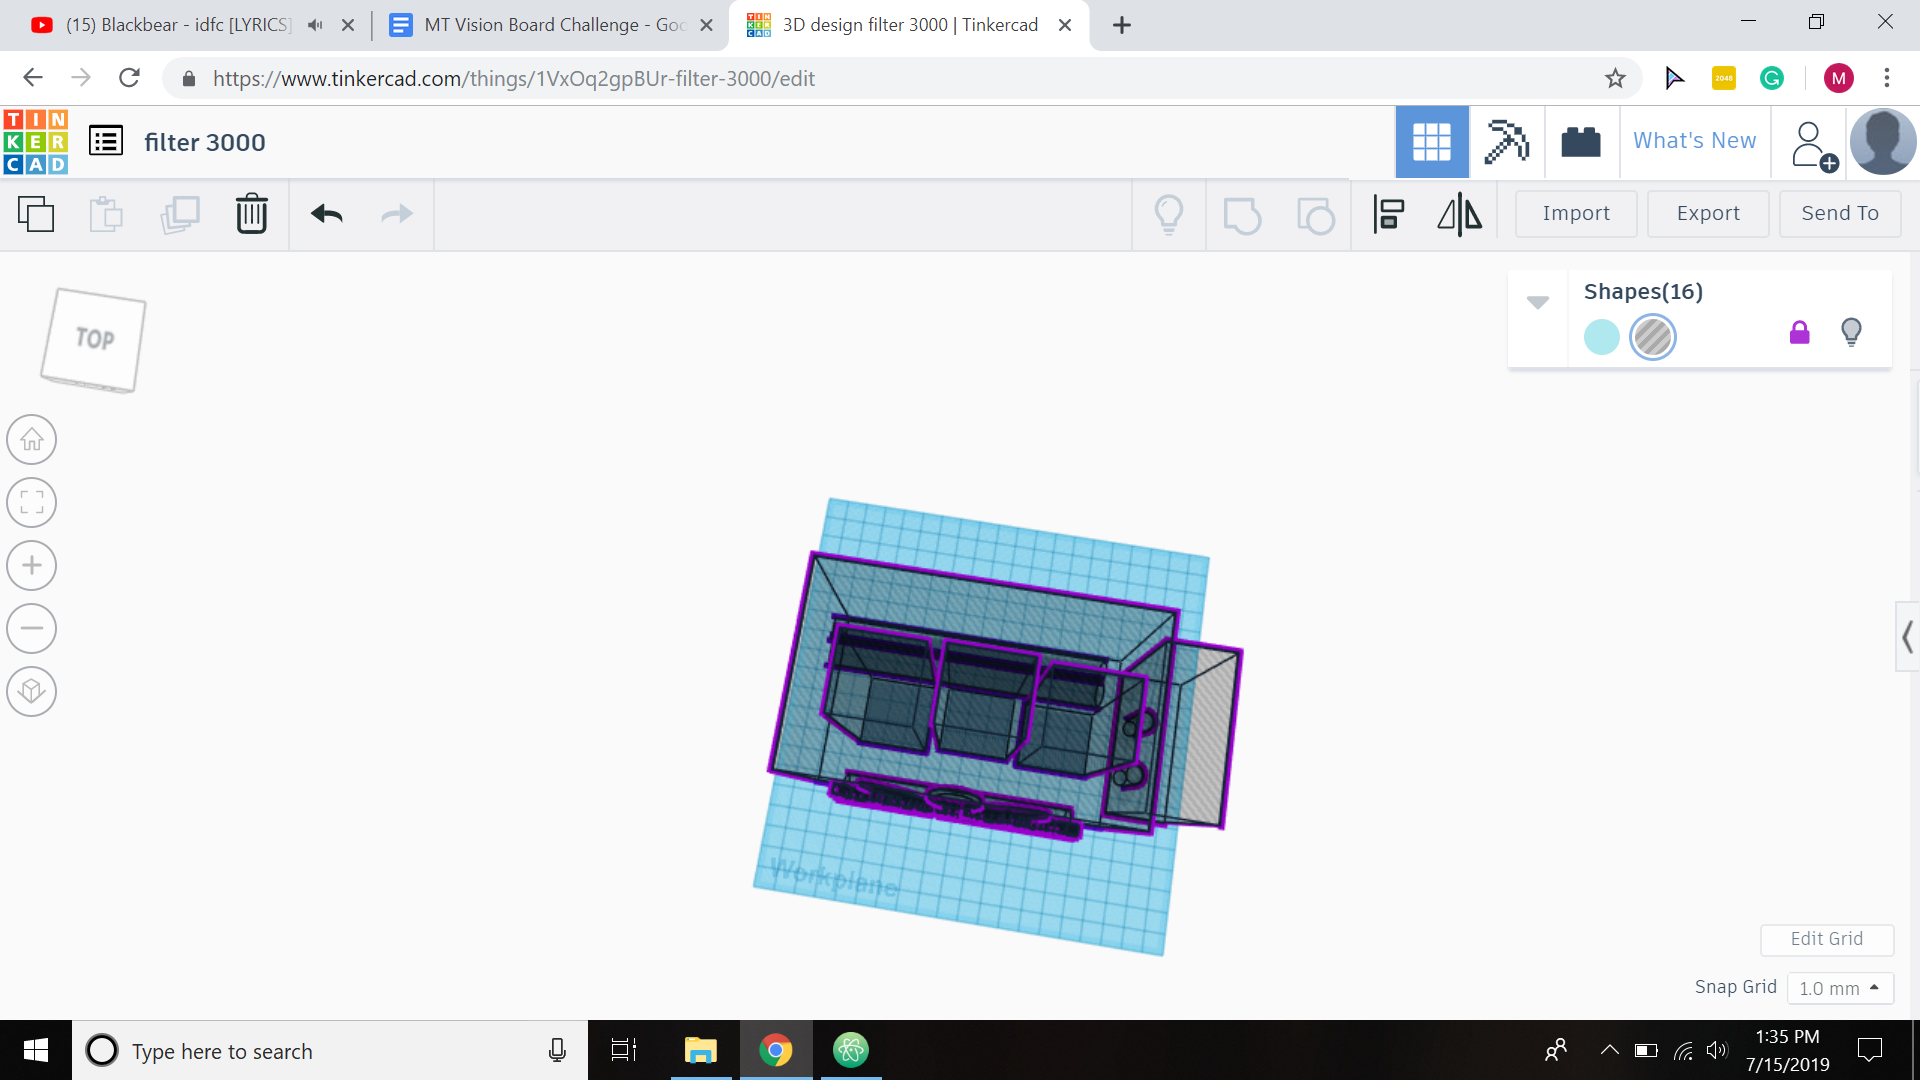 (15) Blackbear - idfc [LYRICS]
MT Vision Board Challenge - Goo
3D design filter 3000 | Tinkercad
https://www.tinkercad.com/things/1VxOq2gpBUr-filter-3000/edit
2048
G
M
TIN
KER
CAD
filter 3000
What's New
Import
Export
Send To
TOP
Shapes(16)
Workplane
Edit Grid
Snap Grid
1.0 mm
Type here to search
1:35 PM
7/15/2019